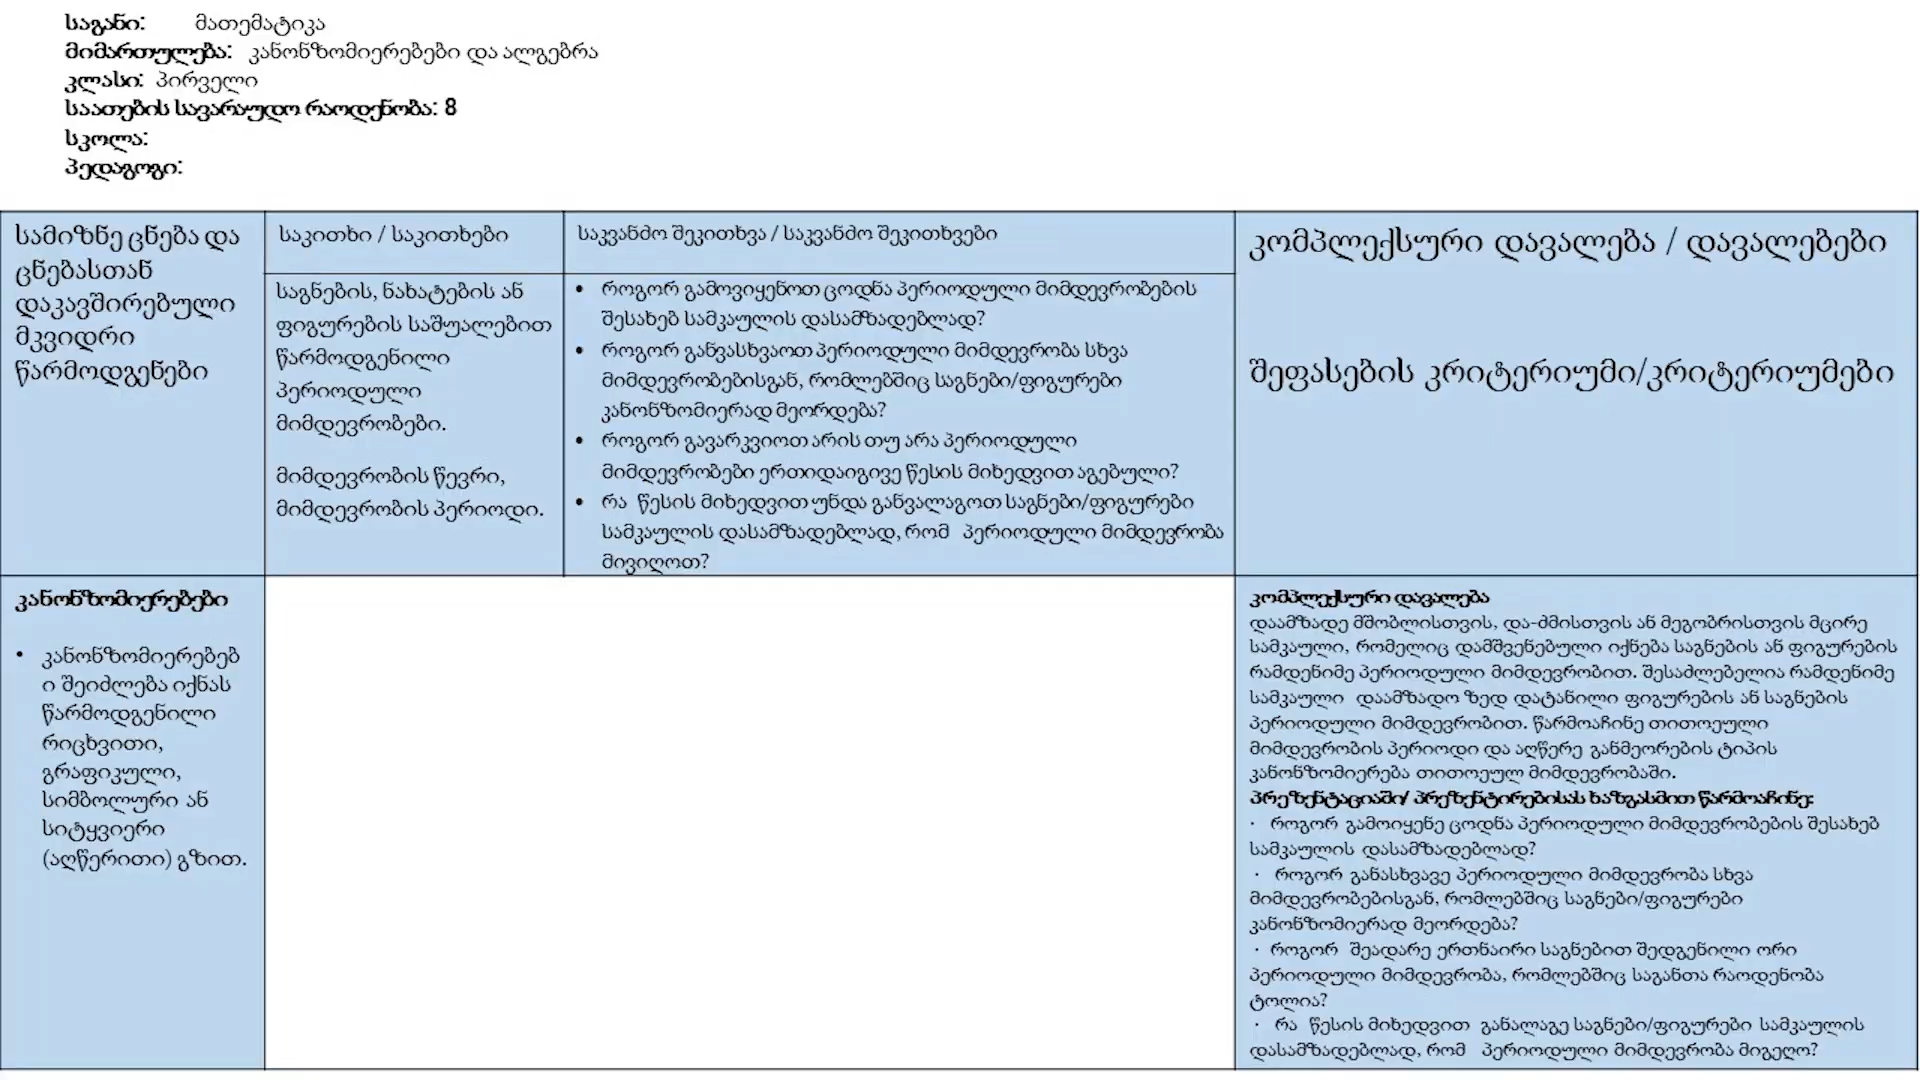 საგანი: მათემატიკა
მიმართულება: კანონზომიერებები და ალგებრა
კლასი: პირველი
საათების სავარაუდო რაოდენობა: 8
სკოლა:
პედაგოგი:
სამიზნე ცნება და
ცნებასთან
დაკავშირებული
მკვიდრი
წარმოდგენები
საკითხი / საკითხები
საგნების, ნახატების ან
ფიგურების საშუალებით
წარმოდგენილი
პერიოდული
მიმდევრობები.
მიმდევრობის წევრი,
მიმდევრობის პერიოდი.
საკვანძო შეკითხვა / საკვანძო შეკითხვები
• როგორ გამოვიყენოთ ცოდნა პერიოდული მიმდევრობების
შესახებ სამკაულის დასამზადებლად?
• როგორ განვასხვაოთ პერიოდული მიმდევრობა სხვა
მიმდევრობებისგან, რომლებშიც საგნები/ფიგურები
კანონზომიერად მეორდება?
• როგორ გავარკვიოთ არის თუ არა პერიოდული
მიმდევრობები ერთიდაიგივე წესის მიხედვით აგებული?
• რა წესის მიხედვით უნდა განვალაგოთ საგნები/ფიგურები
სამკაულის დასამზადებლად, რომ პერიოდული მიმდევრობა
მივიღოთ?
კომპლექსური დავალება / დავალებები
შეფასების კრიტერიუმი/კრიტერიუმები
კანონზომიერებები
• კანონზომიერებებ
ი შეიძლება იქნას
წარმოდგენილი
რიცხვითი,
გრაფიკული,
სიმბოლური ან
სიტყვიერი
(აღწერითი) გზით.
კომპლექსური დავალება
დაამზადე მშობლისთვის, და-ძმისთვის ან მეგობრისთვის მცირე
სამკაული, რომელიც დამშვენებული იქნება საგნების ან ფიგურების
რამდენიმე პერიოდული მიმდევრობით. შესაძლებელია რამდენიმე
სამკაული დაამზადო ზედ დატანილი ფიგურების ან საგნების
პერიოდული მიმდევრობით. წარმოაჩინე თითოეული
მიმდევრობის პერიოდი და აღწერე განმეორების ტიპის
კანონზომიერება თითოეულ მიმდევრობაში.
პრეზენტაციაში/ პრეზენტირებისას ხაზგასმით წარმოაჩინე:
· როგორ გამოიყენე ცოდნა პერიოდული მიმდევრობების შესახებ
სამკაულის დასამზადებლად?
· როგორ განასხვავე პერიოდული მიმდევრობა სხვა
მიმდევრობებისგან, რომლებშიც საგნები/ფიგურები
კანონზომიერად მეორდება?
· როგორ შეადარე ერთნაირი საგნებით შედგენილი ორი
პერიოდული მიმდევრობა, რომლებშიც საგანთა რაოდენობა
ტოლია?
· რა წესის მიხედვით განალაგე საგნები/ფიგურები სამკაულის
დასამზადებლად, რომ პერიოდული მიმდევრობა მიგეღო?